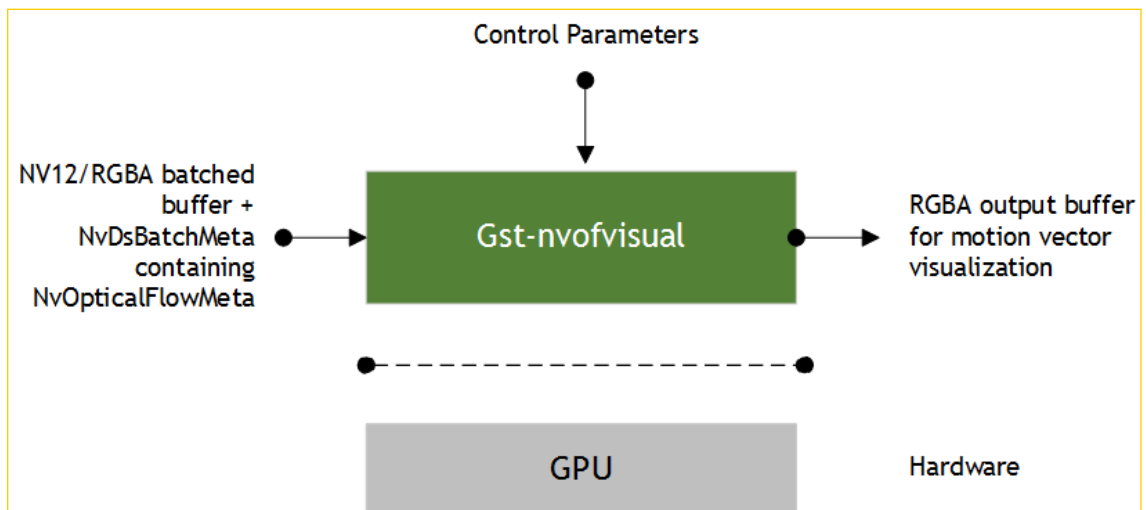 Control Parameters
NV12/RGBA batched
buffer +
NvDsBatchMeta
containing
NvOpticalFlowMeta
Gst-nvofvisual
RGBA output buffer
for motion vector
visualization
GPU
Hardware